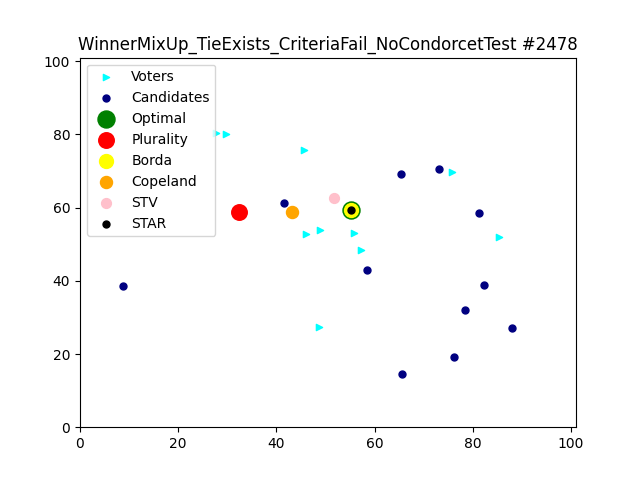 WinnerMixUp_TieExists_CriteriaFail_NoCondorcetTest #2478
100
80
60
40
20
0
Voters
Candidates
Optimal
Plurality
Borda
Copeland
STV
STAR
0 20 40 60 80 100